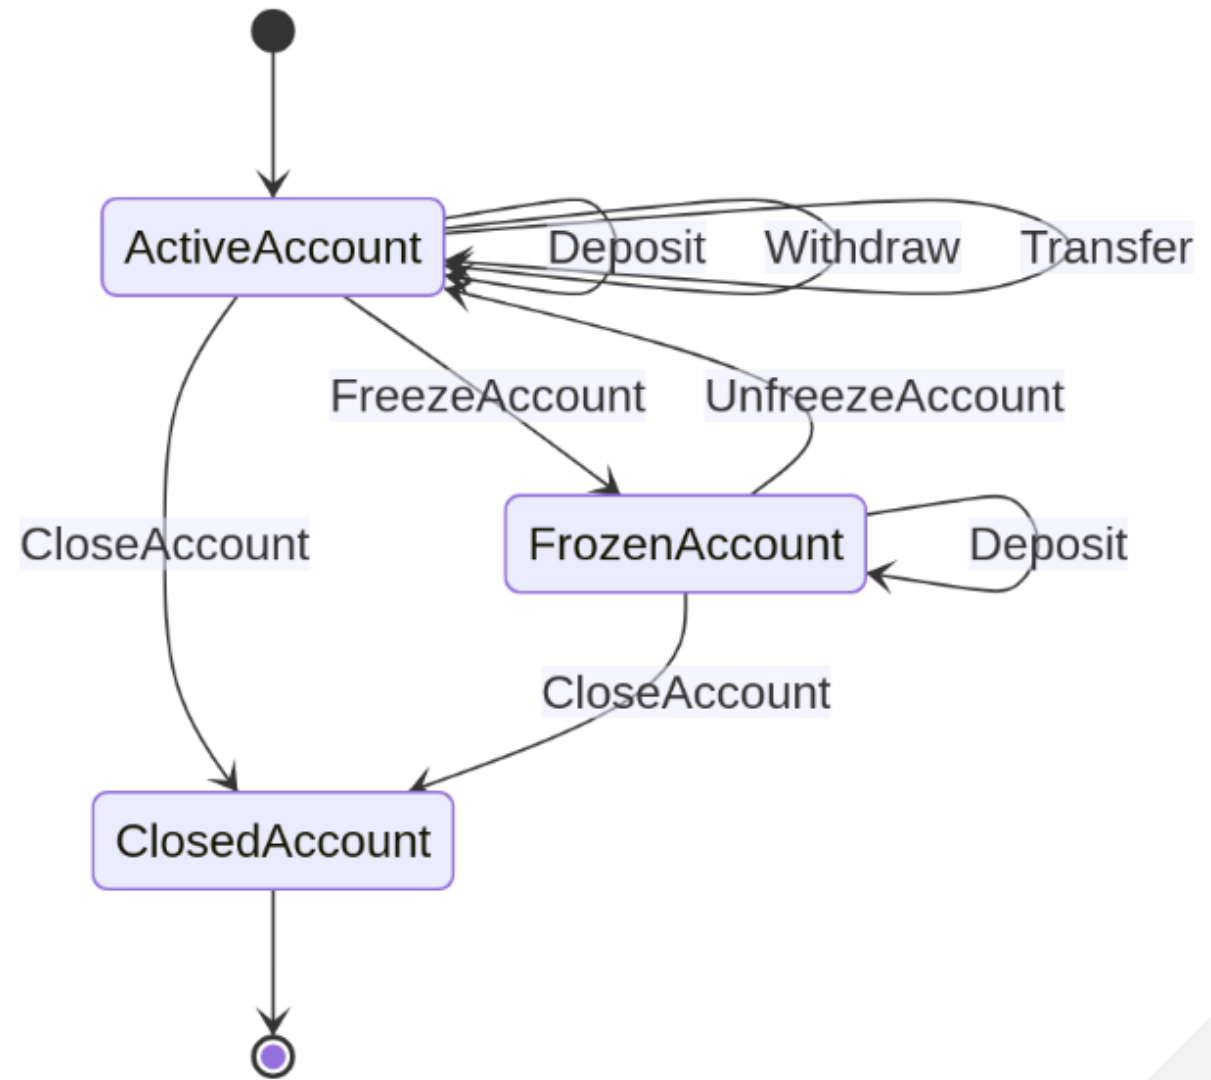 ActiveAccount
Deposit
Withdraw
Transfer
FreezeAccount
UnfreezeAccount
CloseAccount
FrozenAccount
Deposit
CloseAccount
ClosedAccount